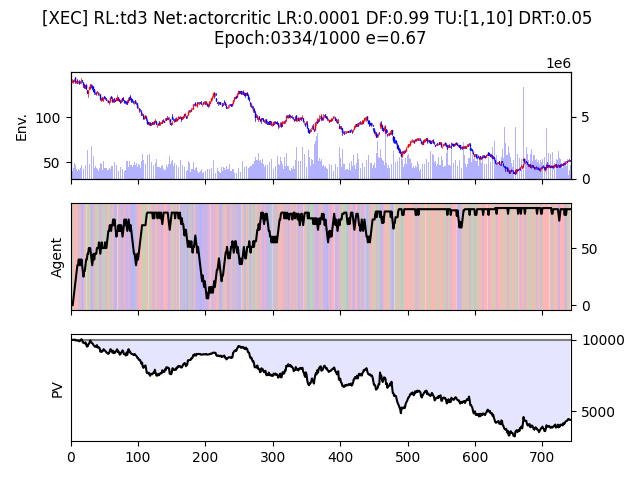 [XEC] RL:td3 Net:actorcritic LR:0.0001 DF:0.99 TU:[1,10] DRT:0.05
Epoch:0334/1000 e=0.67
1e6
Env.
100
50
5
0
Agent
50
0
PV
10000
5000
0 100 200 300 400 500 600 700